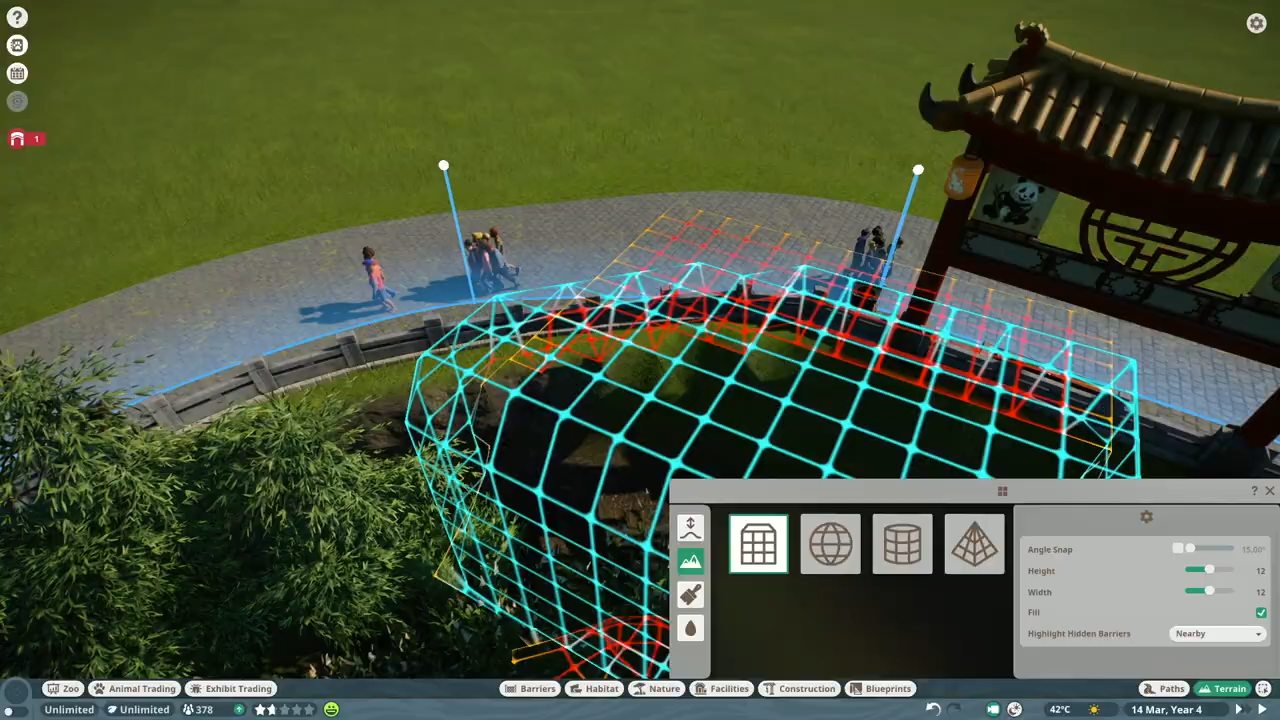 ?
1
?
Angle Snap 15.00°
Height 12
Width 12
Fill
Highlight Hidden Barriers Nearby
Zoo
Animal Trading
Exhibit Trading
Barriers
Habitat
Nature
Facilities
Construction
Blueprints
Paths
Terrain
Unlimited
Unlimited
378
42°C
14 Mar, Year 4